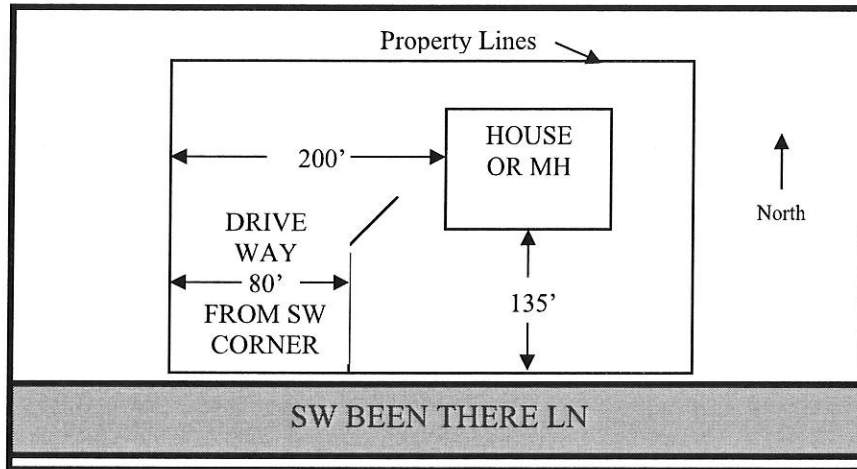 Property Lines
HOUSE
OR MH
200’
North
DRIVE
WAY
80’
FROM SW
CORNER
135’
SW BEEN THERE LN